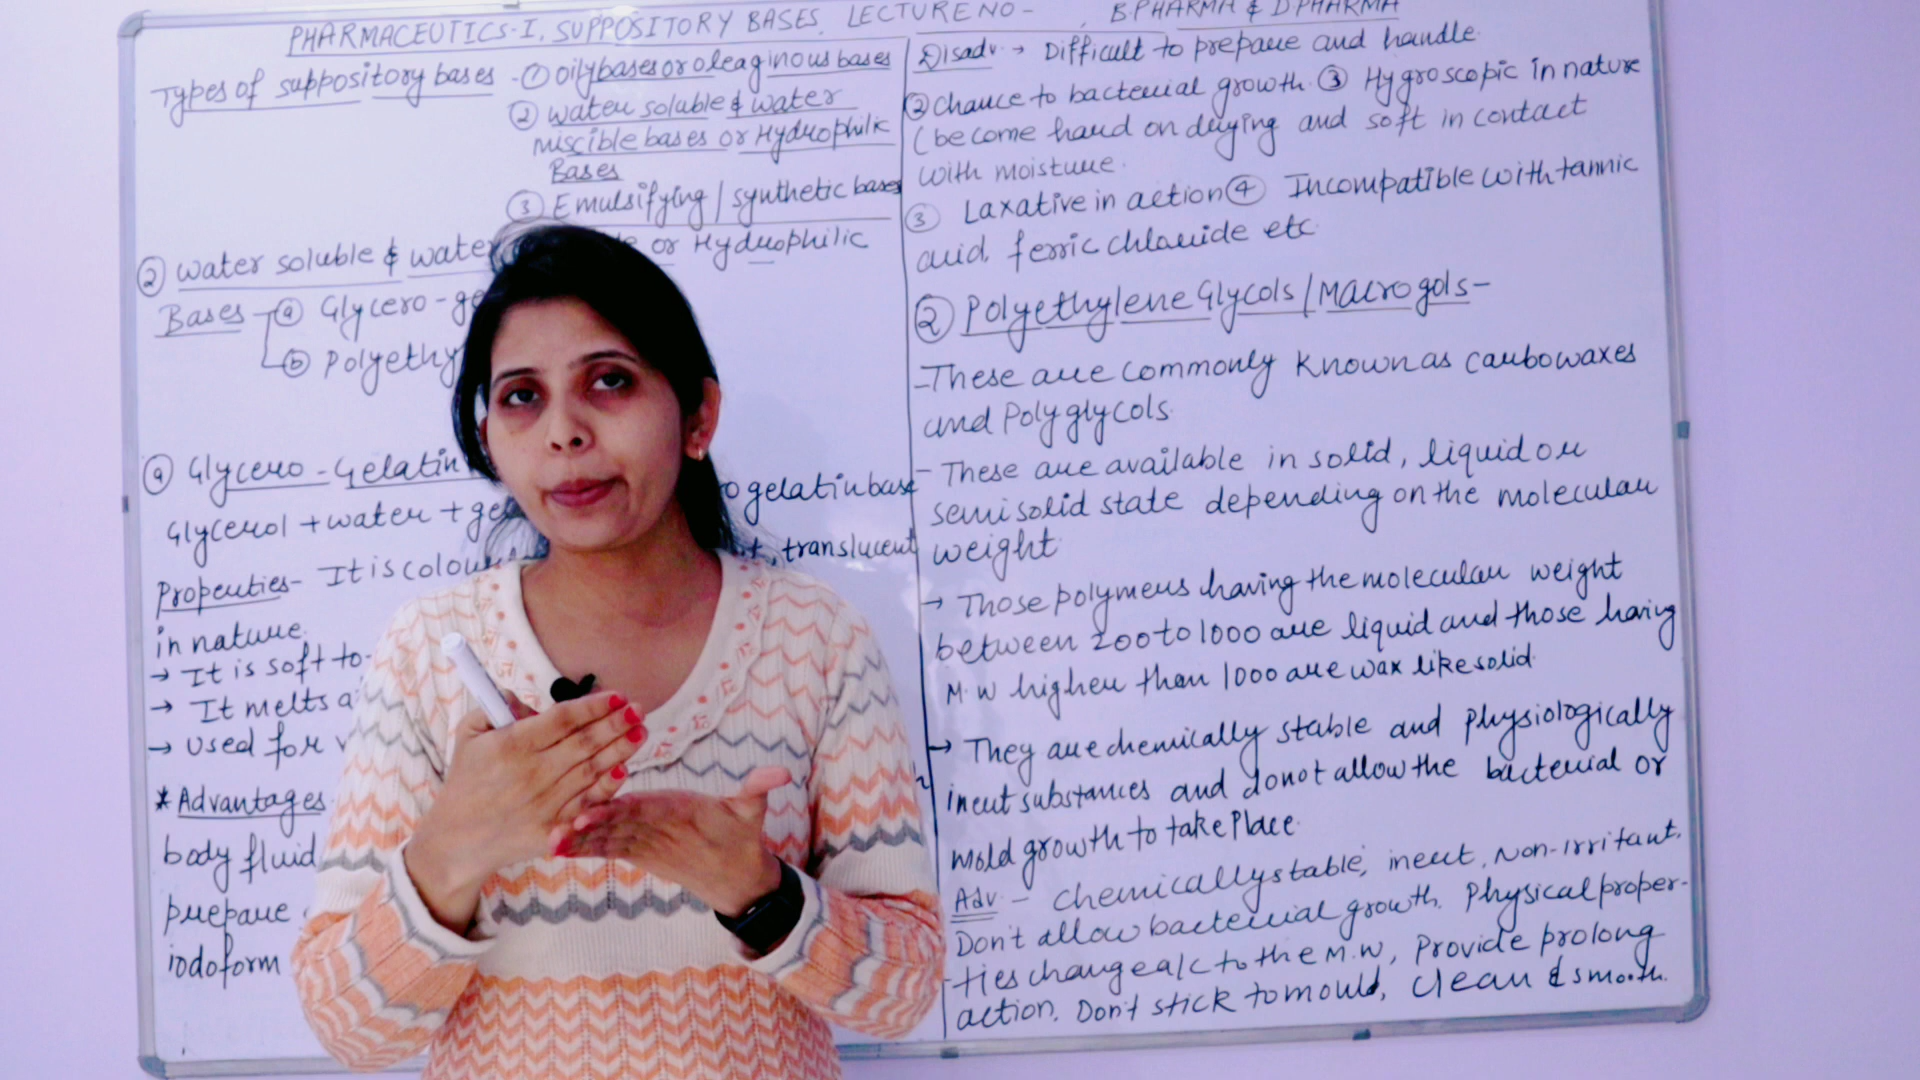 PHARMACEUTICS-I, SUPPOSITORY BASES, LECTURE NO - , B.PHARMA & D.PHARMA
Types of suppository bases - ① oily bases or oleaginous bases
② water soluble & water
miscible bases or Hydrophilic
Bases
③ Emulsifying / synthetic bases
② water soluble & water or Hydrophilic
Bases ⓐ Glycero-ge
ⓑ Polyethy
ⓐ Glycero-Gelatin
Glycerol + water + ge o gelatin base
Properties- It is colou t, translucent
in nature.
→ It is soft to
→ It melts a
→ Used for v
* Advantages
body fluid
prepare
iodoform
Disadv. → Difficult to prepare and handle
② chance to bacterial growth. ③ Hygroscopic in nature
(become hard on drying and soft in contact
with moisture.
③ Laxative in action ④ Incompatible with tannic
acid, ferric chloride etc.
② Polyethylene Glycols / Macrogols-
- These are commonly known as carbowaxes
and Polyglycols.
- These are available in solid, liquid or
semisolid state depending on the molecular
weight.
→ Those polymers having the molecular weight
between 200 to 1000 are liquid and those having
M.W higher than 1000 are wax like solid.
→ They are chemically stable and physiologically
inert substances and donot allow the bacterial or
mold growth to take place.
Adv. - Chemically stable, inert, Non-irritant.
Don't allow bacterial growth. Physical proper-
ties change a/c to the M.W, Provide prolong
action. Don't stick to mould, clean & smooth.